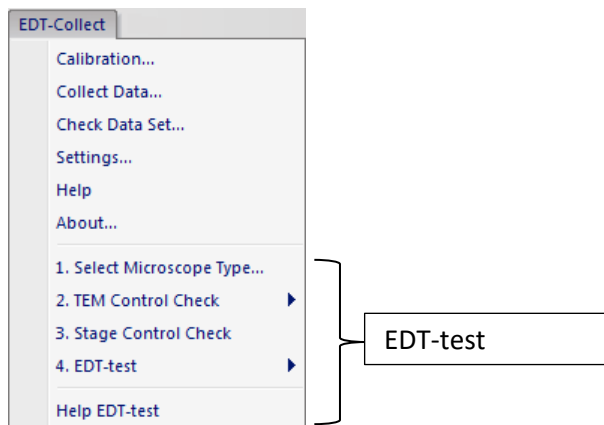 EDT-Collect
Calibration...
Collect Data...
Check Data Set...
Settings...
Help
About...
1. Select Microscope Type...
2. TEM Control Check
3. Stage Control Check
4. EDT-test
Help EDT-test
EDT-test